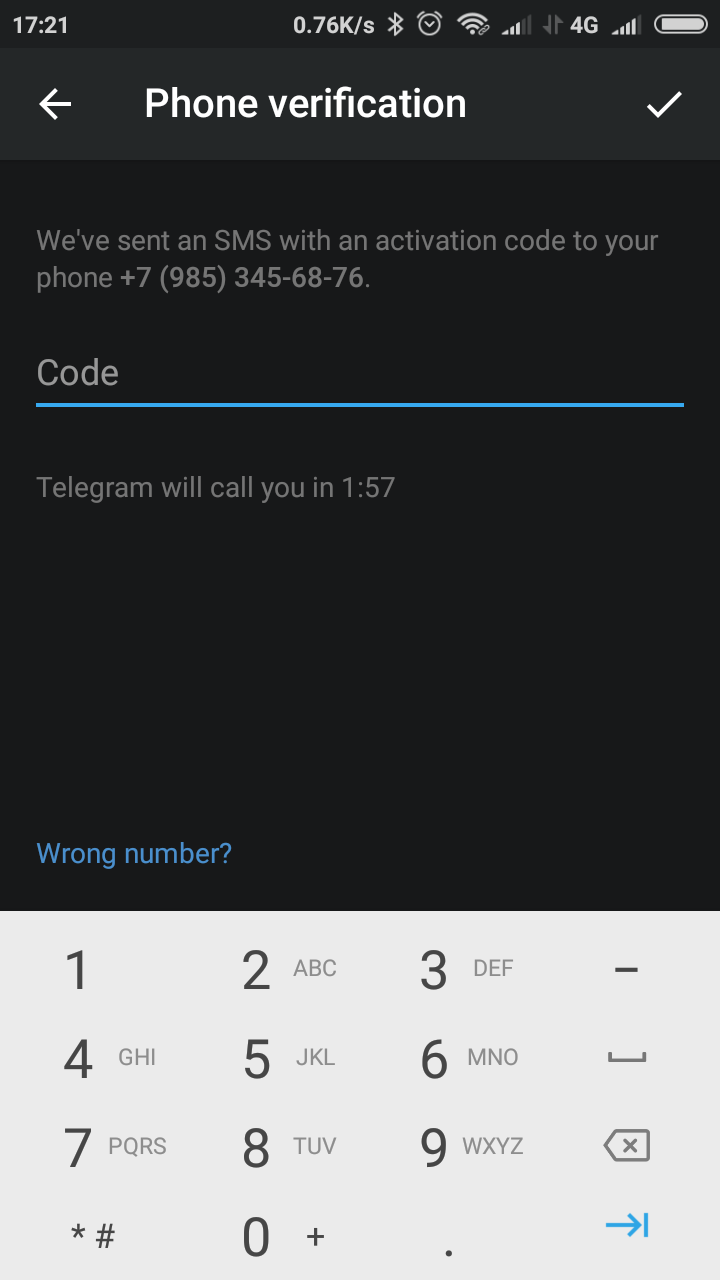 17:21 0.76K/s 4G
Phone verification
We've sent an SMS with an activation code to your
phone +7 (985) 345-68-76.
Code
Telegram will call you in 1:57
Wrong number?
1 2 ABC 3 DEF –
4 GHI 5 JKL 6 MNO
7 PQRS 8 TUV 9 WXYZ
* # 0 + .